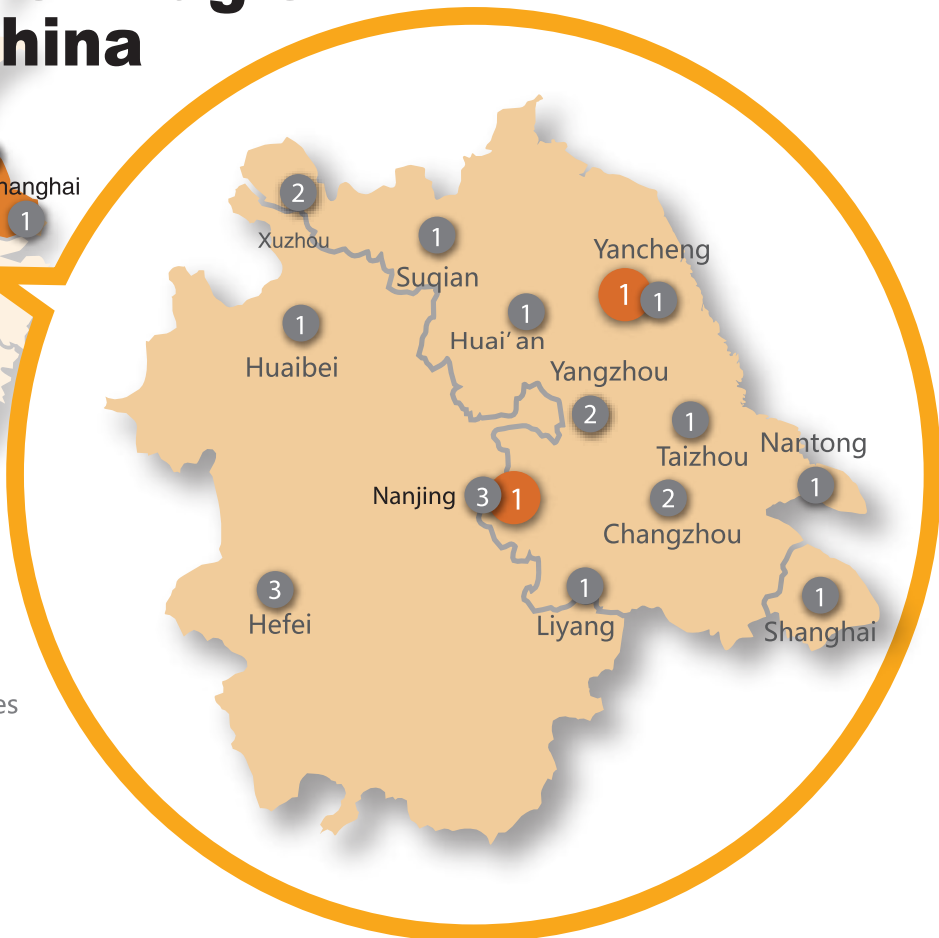 hina
hanghai
1
2
Xuzhou
1
Suqian
Yancheng
1
1
1
Huai’an
1
Huaibei
Yangzhou
2
1
Taizhou
Nantong
1
Nanjing
3
1
2
Changzhou
3
Hefei
1
Liyang
1
Shanghai
es